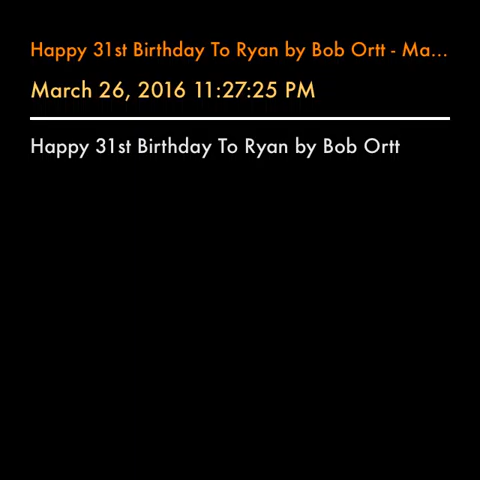 Happy 31st Birthday To Ryan by Bob Ortt - Ma...
March 26, 2016 11:27:25 PM
Happy 31st Birthday To Ryan by Bob Ortt